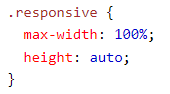 .responsive {
  max-width: 100%;
  height: auto;
}